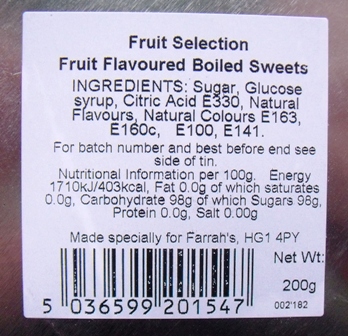 Fruit Selection
Fruit Flavoured Boiled Sweets
INGREDIENTS: Sugar, Glucose
syrup, Citric Acid E330, Natural
Flavours, Natural Colours E163,
E160c, E100, E141.
For batch number and best before end see
side of tin.
Nutritional Information per 100g. Energy
1710kJ/403kcal, Fat 0.0g of which saturates
0.0g, Carbohydrate 98g of which Sugars 98g,
Protein 0.0g, Salt 0.00g
Made specially for Farrah's, HG1 4PY
Net Wt:
200g
5 036599 201547
002'182